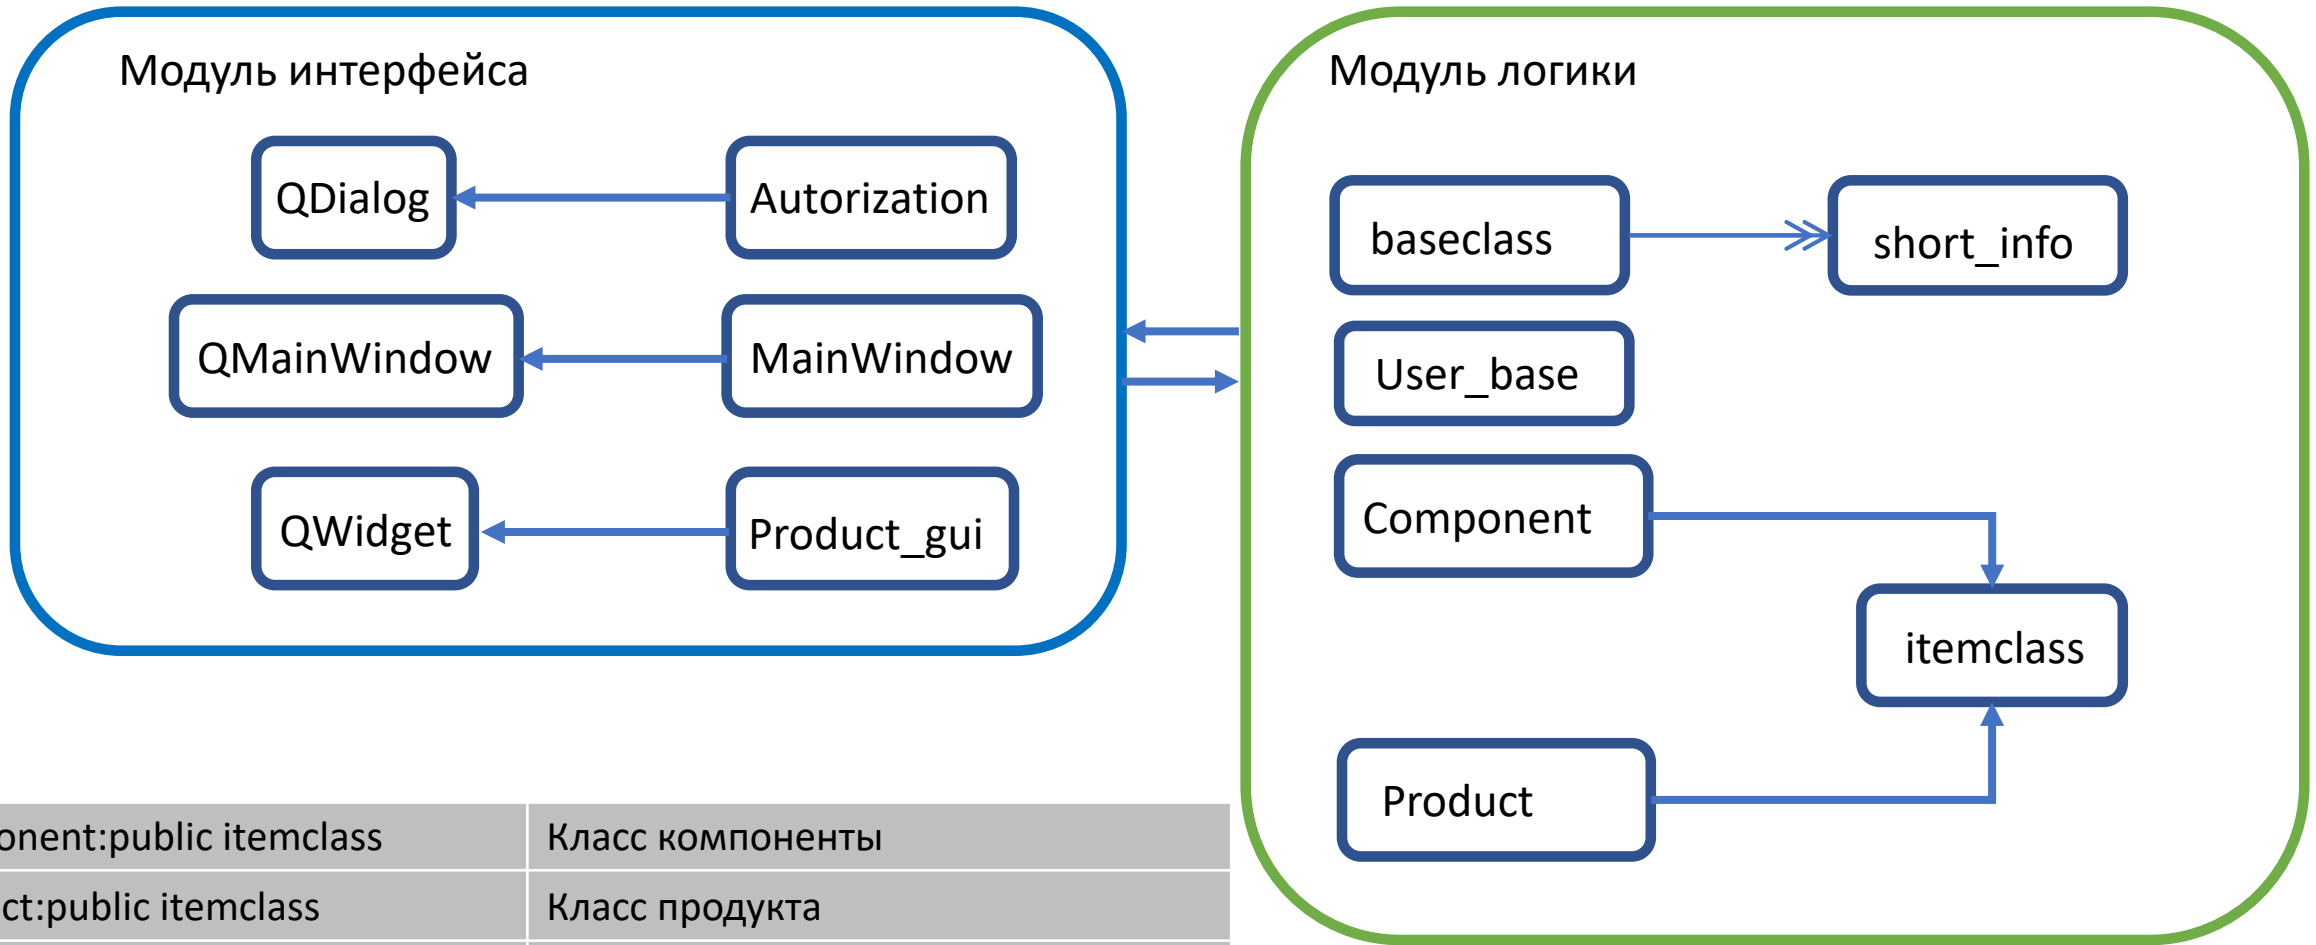 Модуль интерфейса
QDialog
Autorization
QMainWindow
MainWindow
QWidget
Product_gui
Модуль логики
baseclass
short_info
User_base
Component
itemclass
Product
onent:public itemclass
Класс компоненты
ct:public itemclass
Класс продукта